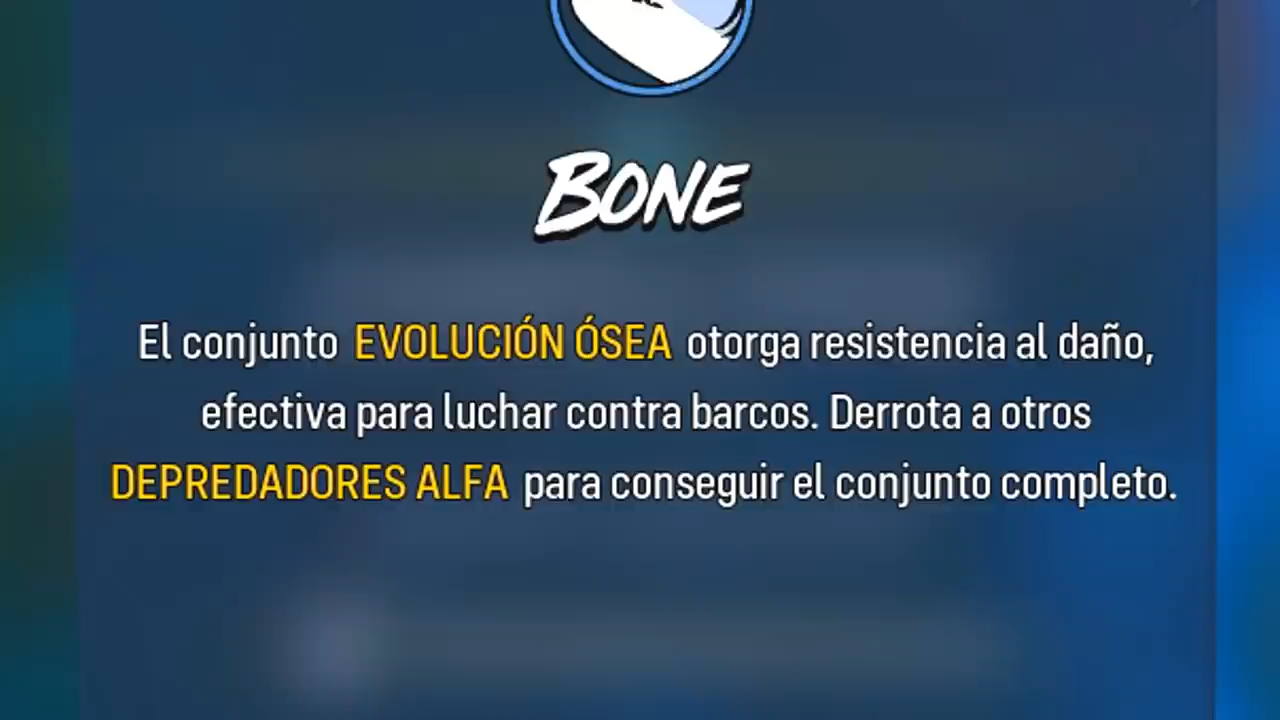 BONE
El conjunto EVOLUCIÓN ÓSEA otorga resistencia al daño,
efectiva para luchar contra barcos. Derrota a otros
DEPREDADORES ALFA para conseguir el conjunto completo.